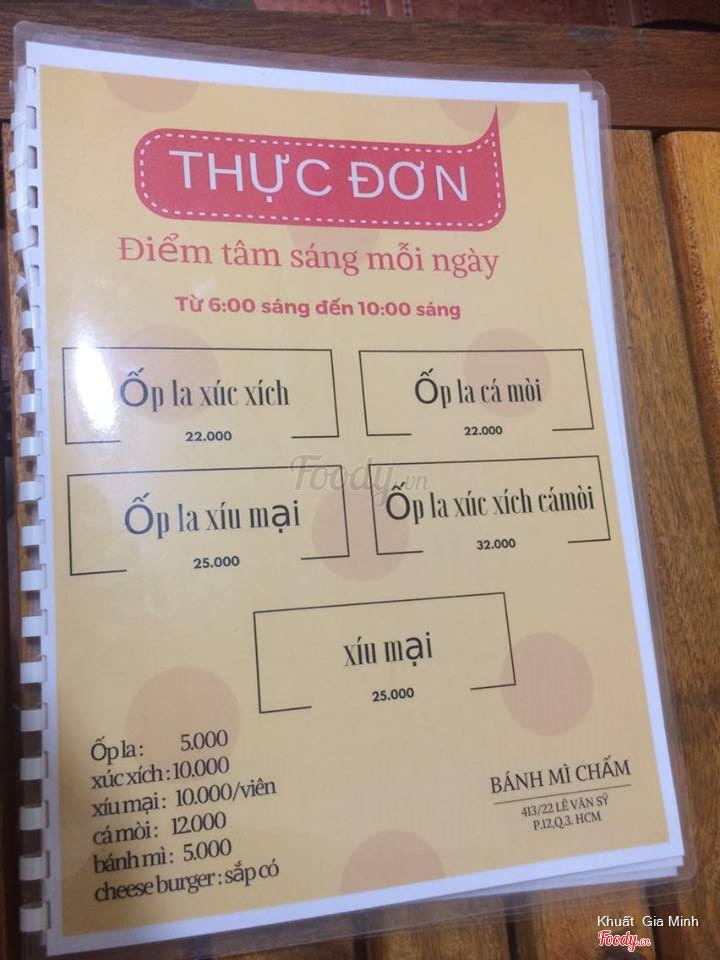 THỰC ĐƠN
Điểm tâm sáng mỗi ngày
Từ 6:00 sáng đến 10:00 sáng
Ốp la xúc xích
22.000
Ốp la cá mòi
22.000
Foody.vn
Ốp la xíu mại
25.000
Ốp la xúc xích cámòi
32.000
xíu mại
25.000
Ốp la : 5.000
xúc xích : 10.000
xíu mại : 10.000/viên
cá mòi : 12.000
bánh mì : 5.000
cheese burger : sắp có
BÁNH MÌ CHẤM
413/22 LÊ VĂN SỸ
P.12,Q.3. HCM
Khuất Gia Minh
Foody.vn